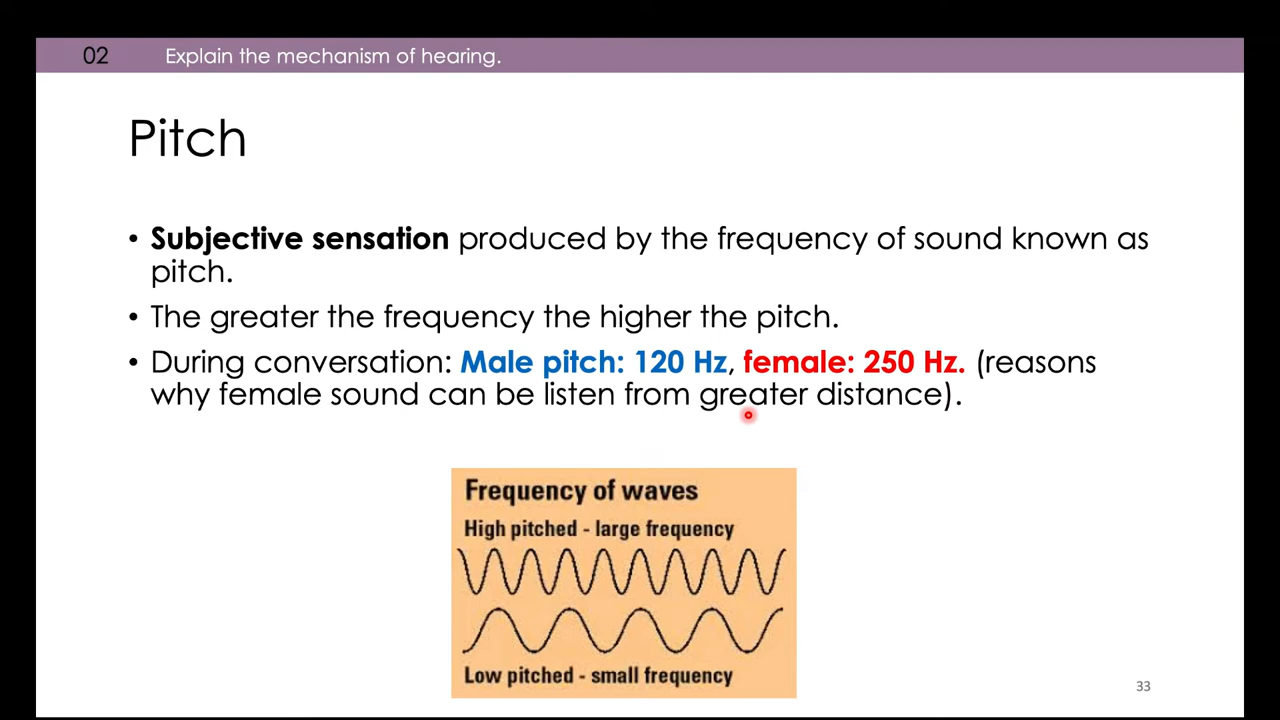 02 Explain the mechanism of hearing.
Pitch
• Subjective sensation produced by the frequency of sound known as
pitch.
• The greater the frequency the higher the pitch.
• During conversation: Male pitch: 120 Hz, female: 250 Hz. (reasons
why female sound can be listen from greater distance).
Frequency of waves
High pitched - large frequency
Low pitched - small frequency
33